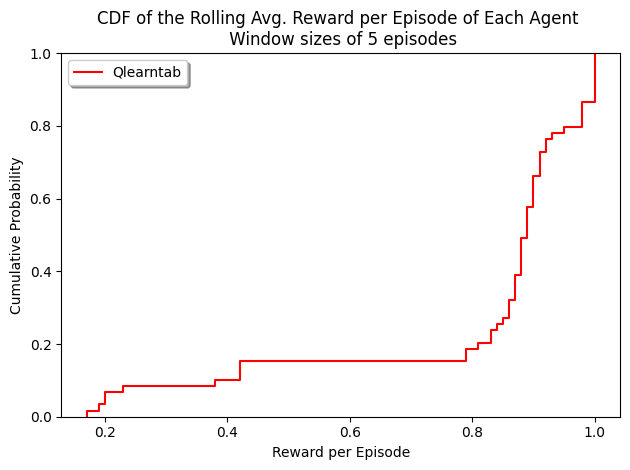 CDF of the Rolling Avg. Reward per Episode of Each Agent
Window sizes of 5 episodes
Qlearntab
1.0
0.8
0.6
0.4
0.2
0.0
Cumulative Probability
0.2 0.4 0.6 0.8 1.0
Reward per Episode